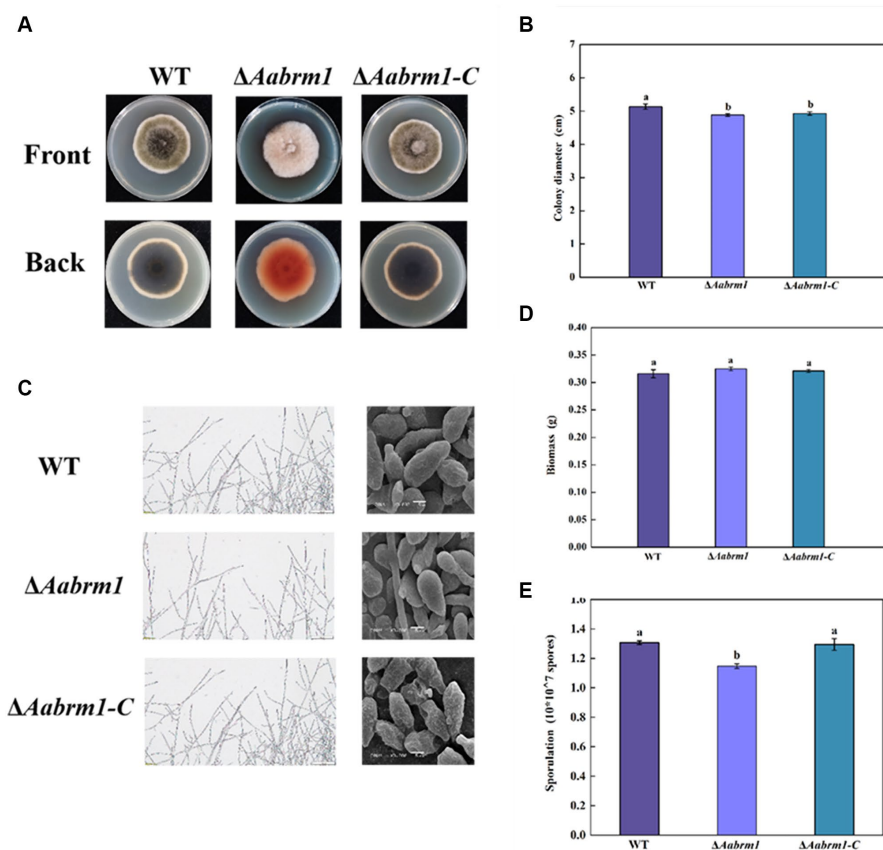 A
WT ΔAabrm1 ΔAabrm1-C
Front
Back
B
7
6
5
4
3
2
1
0
Colony diameter (cm)
a b b
WT ΔAabrm1 ΔAabrm1-C
C
WT
ΔAabrm1
ΔAabrm1-C
D
0.40
0.35
0.30
0.25
0.20
0.15
0.10
0.05
0.00
Biomass (g)
a a a
WT ΔAabrm1 ΔAabrm1-C
E
1.6
1.4
1.2
1.0
0.8
0.6
0.4
0.2
0.0
Sporulation (10*10^7 spores)
a b a
WT ΔAabrm1 ΔAabrm1-C